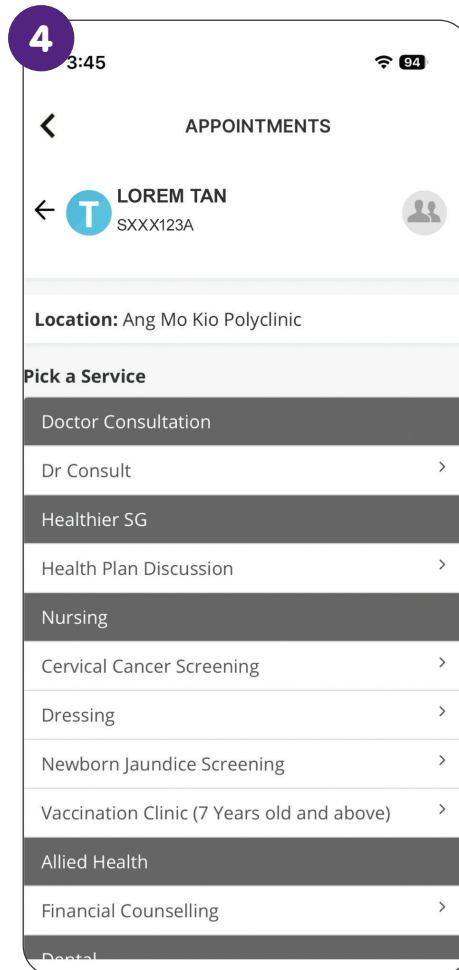 4
3:45
94
APPOINTMENTS
T
LOREM TAN
SXXX123A
Location: Ang Mo Kio Polyclinic
Pick a Service
Doctor Consultation
Dr Consult
Healthier SG
Health Plan Discussion
Nursing
Cervical Cancer Screening
Dressing
Newborn Jaundice Screening
Vaccination Clinic (7 Years old and above)
Allied Health
Financial Counselling
Dental